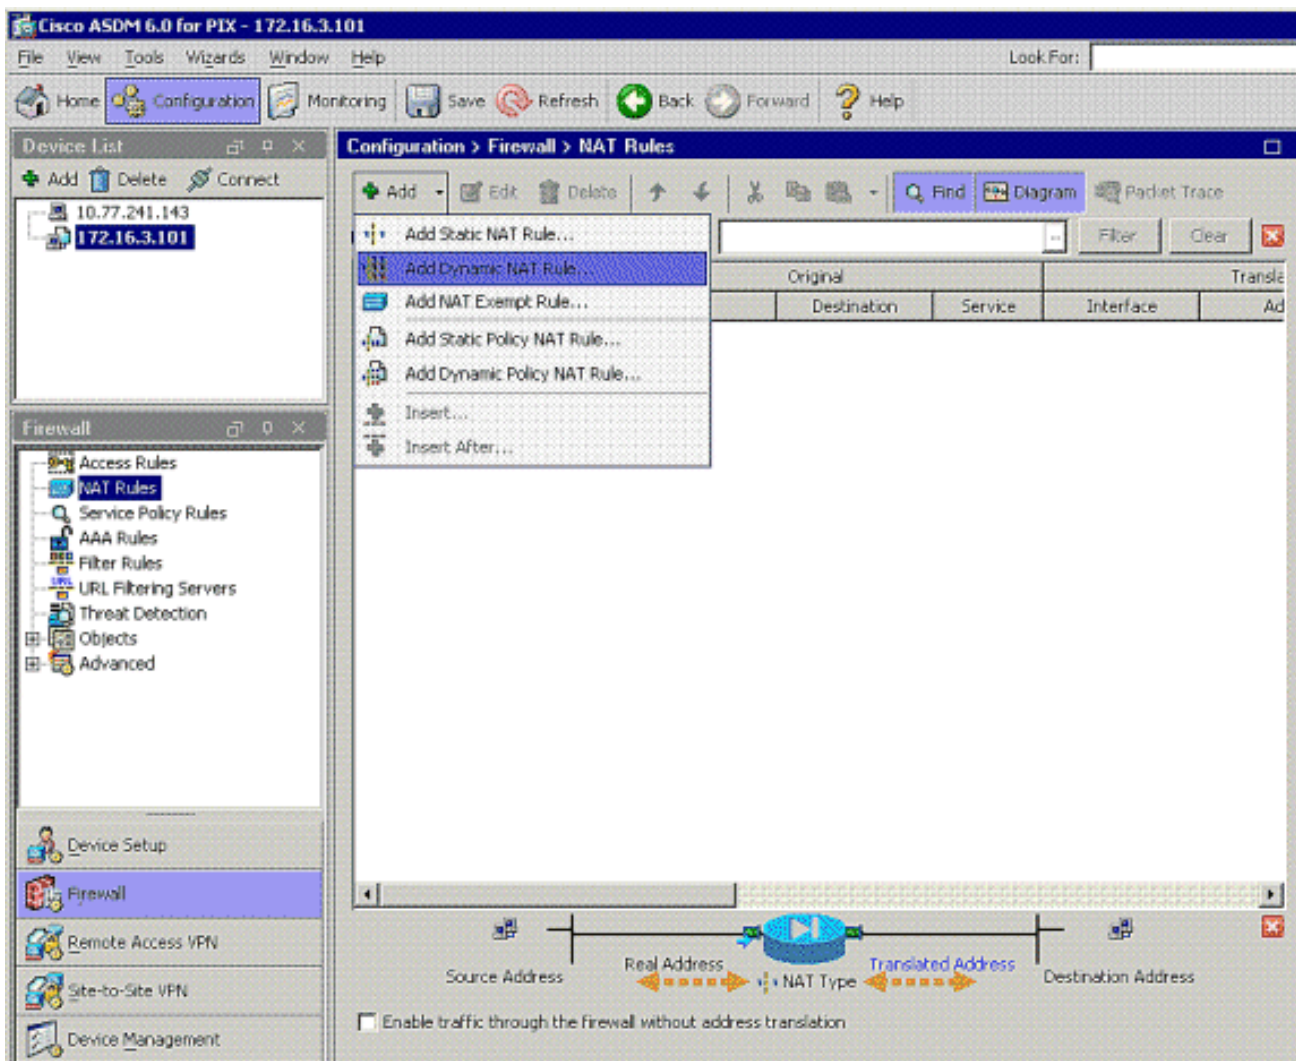 Cisco ASDM 6.0 for PIX - 172.16.3.101
File View Tools Wizards Window Help Look For:
Home Configuration Monitoring Save Refresh Back Forward Help
Device List
Add Delete Connect
10.77.241.143
172.16.3.101
Configuration > Firewall > NAT Rules
Add Edit Delete Find Diagram Packet Trace
Filter Clear
Add Static NAT Rule...
Add Dynamic NAT Rule...
Add NAT Exempt Rule...
Add Static Policy NAT Rule...
Add Dynamic Policy NAT Rule...
Insert...
Insert After...
Original Transla
Destination Service Interface Ad
Firewall
Access Rules
NAT Rules
Service Policy Rules
AAA Rules
Filter Rules
URL Filtering Servers
Threat Detection
Objects
Advanced
Device Setup
Firewall
Remote Access VPN
Site-to-Site VPN
Device Management
Source Address Real Address NAT Type Translated Address Destination Address
Enable traffic through the firewall without address translation